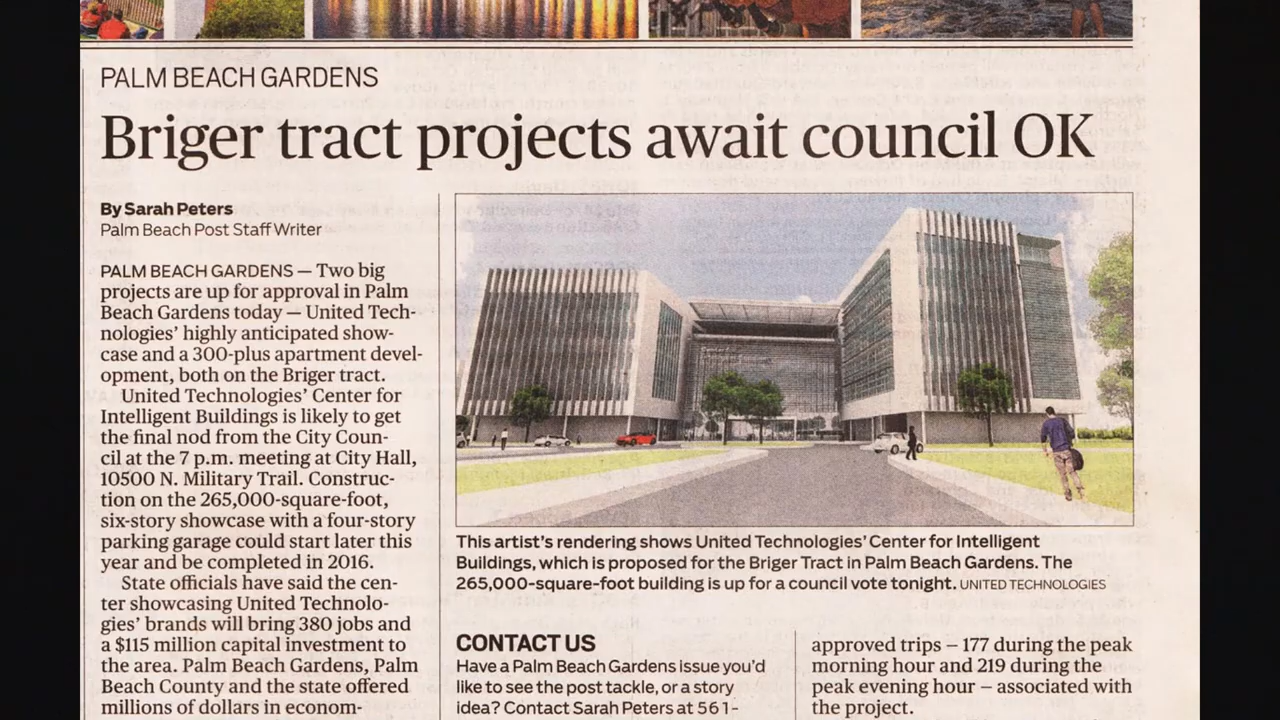 PALM BEACH GARDENS
Briger tract projects await council OK
By Sarah Peters
Palm Beach Post Staff Writer
PALM BEACH GARDENS — Two big
projects are up for approval in Palm
Beach Gardens today — United Tech-
nologies’ highly anticipated show-
case and a 300-plus apartment devel-
opment, both on the Briger tract.
United Technologies’ Center for
Intelligent Buildings is likely to get
the final nod from the City Coun-
cil at the 7 p.m. meeting at City Hall,
10500 N. Military Trail. Construc-
tion on the 265,000-square-foot,
six-story showcase with a four-story
parking garage could start later this
year and be completed in 2016.
State officials have said the cen-
ter showcasing United Technolo-
gies’ brands will bring 380 jobs and
a $115 million capital investment to
the area. Palm Beach Gardens, Palm
Beach County and the state offered
millions of dollars in econom-
This artist’s rendering shows United Technologies’ Center for Intelligent
Buildings, which is proposed for the Briger Tract in Palm Beach Gardens. The
265,000-square-foot building is up for a council vote tonight. UNITED TECHNOLOGIES
CONTACT US
Have a Palm Beach Gardens issue you’d
like to see the post tackle, or a story
idea? Contact Sarah Peters at 561-
approved trips — 177 during the peak
morning hour and 219 during the
peak evening hour — associated with
the project.